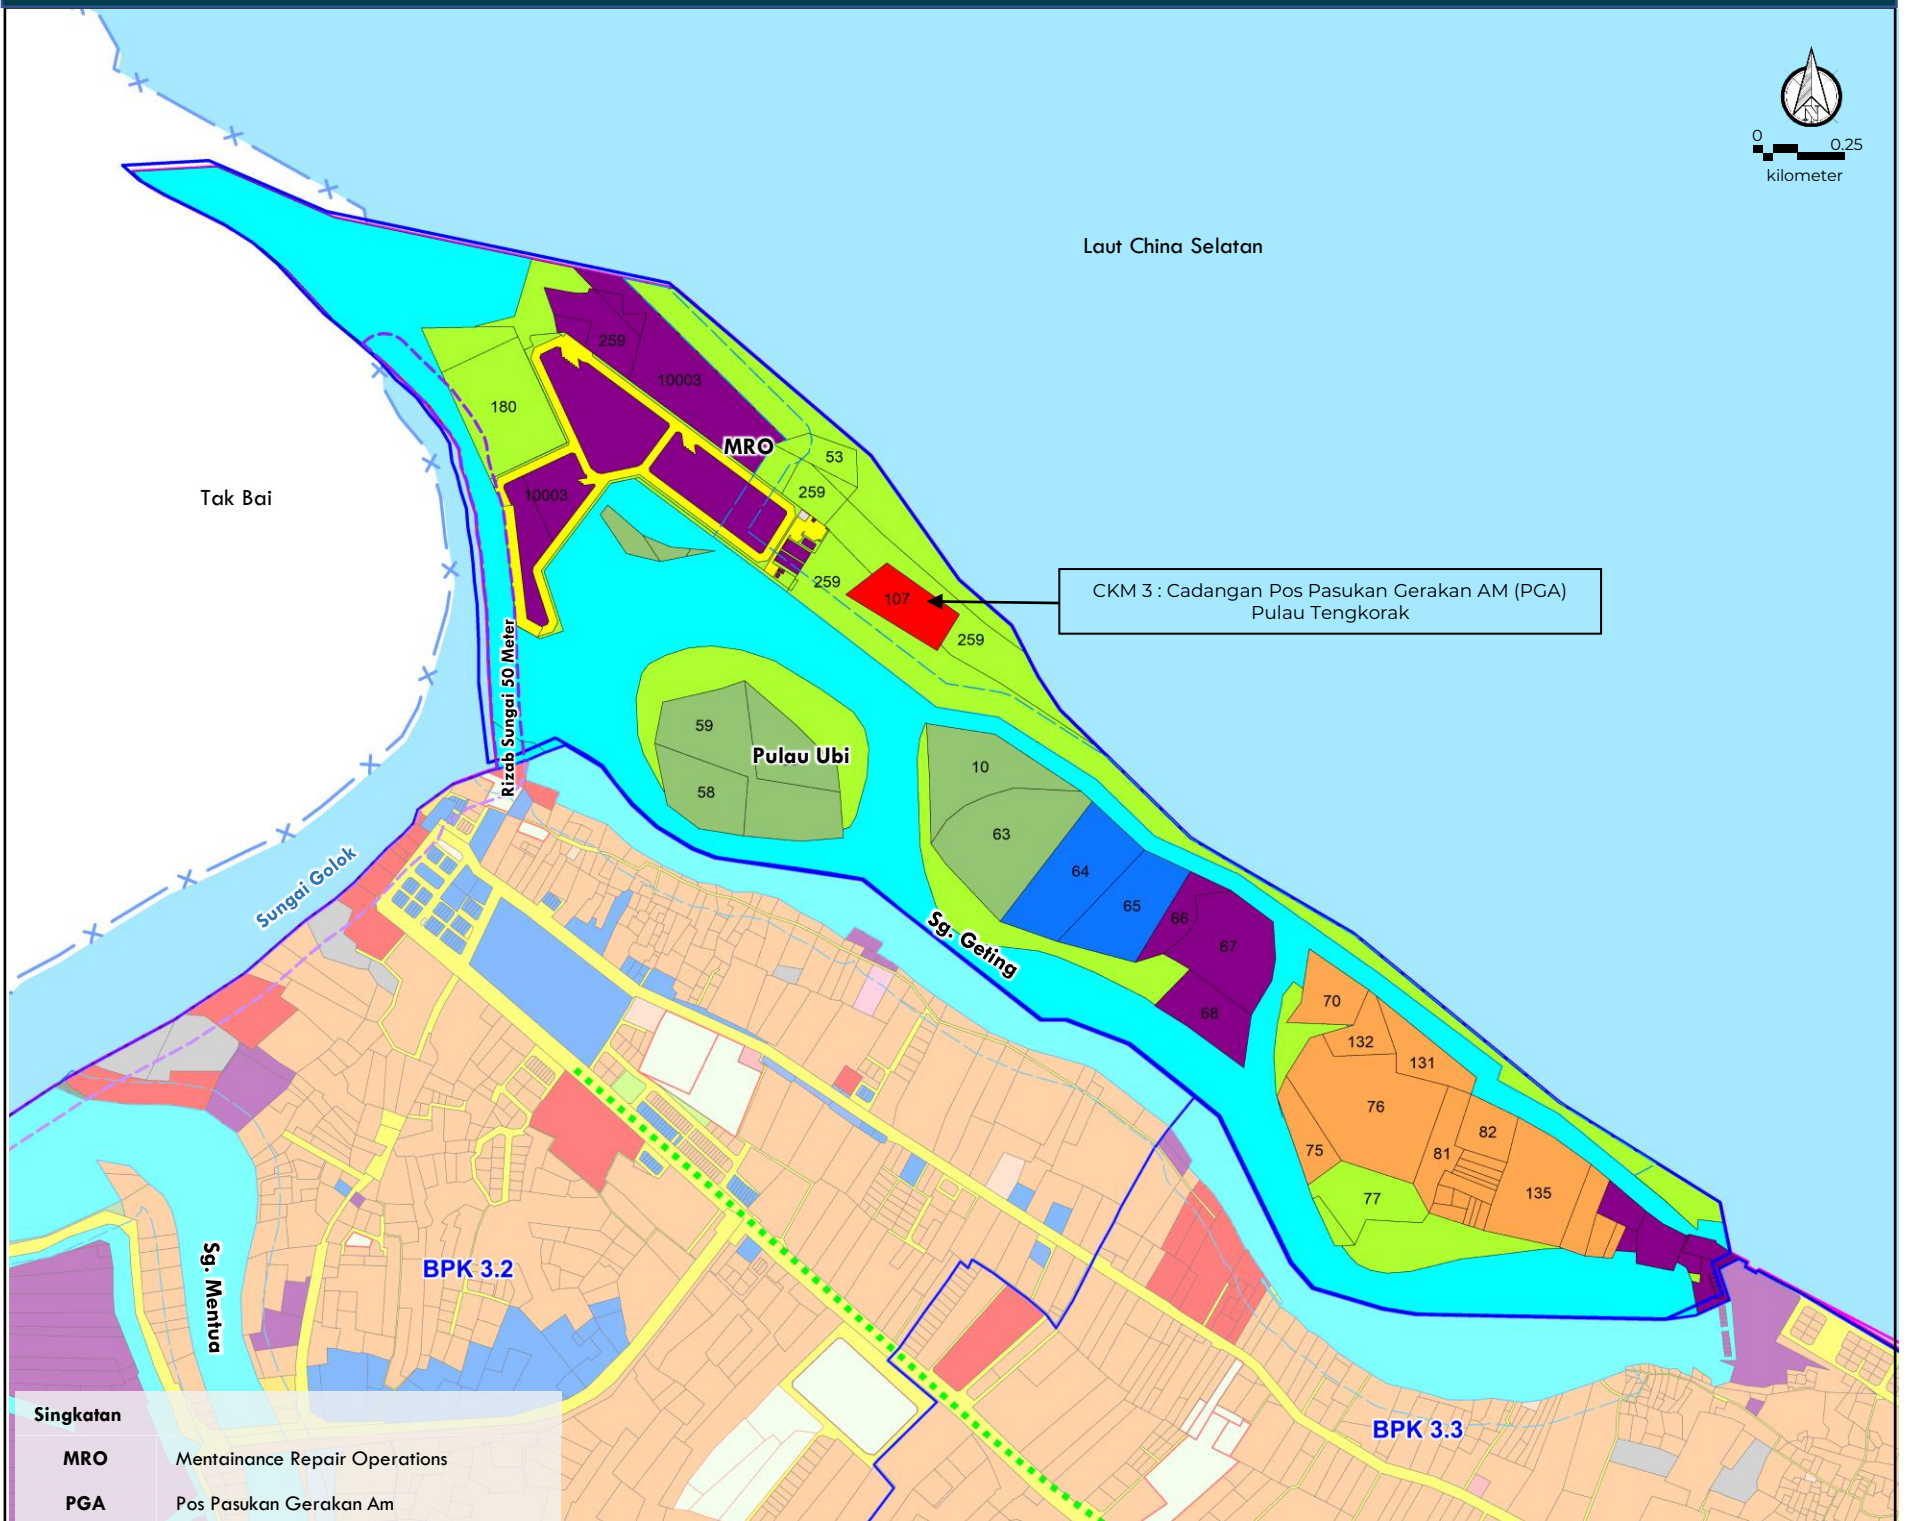 0
0.25
kilometer
Laut China Selatan
259
10003
180
MRO
53
259
10003
Tak Bai
259
107
CKM 3 : Cadangan Pos Pasukan Gerakan AM (PGA)
Pulau Tengkorak
259
Rizab Sungai 50 Meter
59
Pulau Ubi
58
10
63
64
65
66
67
68
Sungai Golok
Sg. Geting
70
132
131
76
82
81
75
77
135
Sg. Mentua
BPK 3.2
BPK 3.3
Singkatan
MRO Mentainance Repair Operations
PGA Pos Pasukan Gerakan Am
N